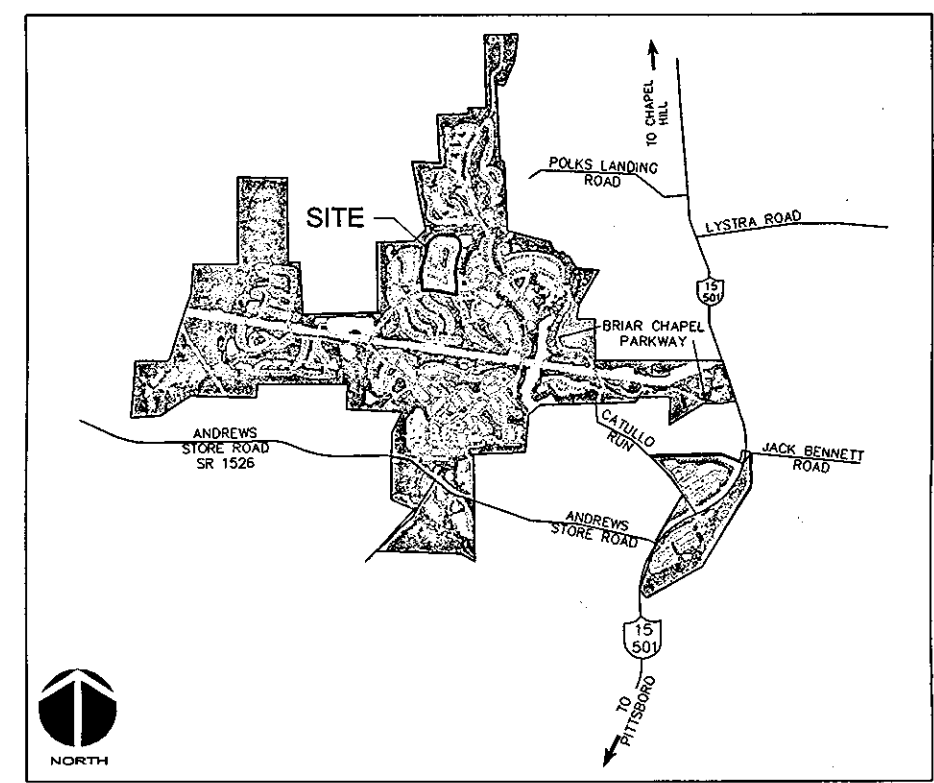 TO CHAPEL
HILL
POLKS LANDING
ROAD
SITE
LYSTRA ROAD
15
501
BRIAR CHAPEL
PARKWAY
CATULLO
RUN
ANDREWS
STORE ROAD
SR 1526
JACK BENNETT
ROAD
ANDREWS
STORE ROAD
15
501
TO
PITTSBORO
NORTH